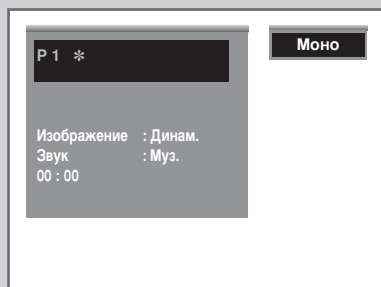 P 1 ✻
Моно
Изображение : Динам.
Звук : Муз.
00 : 00